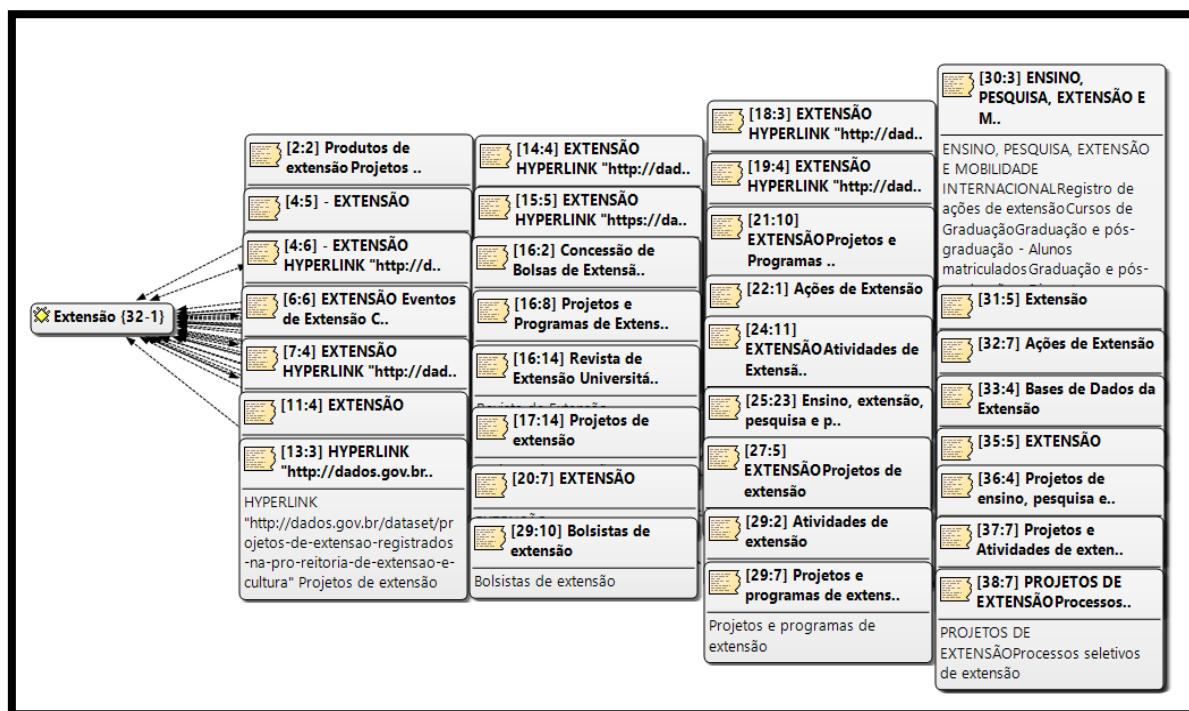 Extensão {32-1}
[2:2] Produtos de
extensão Projetos ..
[4:5] - EXTENSÃO
[4:6] - EXTENSÃO
HYPERLINK "http://d..
[6:6] EXTENSÃO Eventos
de Extensão C..
[7:4] EXTENSÃO
HYPERLINK "http://dad..
[11:4] EXTENSÃO
[13:3] HYPERLINK
"http://dados.gov.br..
HYPERLINK
"http://dados.gov.br/dataset/pr
ojetos-de-extensao-registrados
-na-pro-reitoria-de-extensao-e-
cultura" Projetos de extensão
[14:4] EXTENSÃO
HYPERLINK "http://dad..
[15:5] EXTENSÃO
HYPERLINK "https://da..
[16:2] Concessão de
Bolsas de Extensã..
[16:8] Projetos e
Programas de Extens..
[16:14] Revista de
Extensão Universitá..
[17:14] Projetos de
extensão
[20:7] EXTENSÃO
[29:10] Bolsistas de
extensão
Bolsistas de extensão
[18:3] EXTENSÃO
HYPERLINK "http://dad..
[19:4] EXTENSÃO
HYPERLINK "http://dad..
[21:10]
EXTENSÃOProjetos e
Programas ..
[22:1] Ações de Extensão
[24:11]
EXTENSÃOAtividades de
Extensã..
[25:23] Ensino, extensão,
pesquisa e p..
[27:5]
EXTENSÃOProjetos de
extensão
[29:2] Atividades de
extensão
[29:7] Projetos e
programas de extens..
Projetos e programas de
extensão
[30:3] ENSINO,
PESQUISA, EXTENSÃO E
M..
ENSINO, PESQUISA, EXTENSÃO
E MOBILIDADE
INTERNACIONALRegistro de
ações de extensãoCursos de
GraduaçãoGraduação e pós-
graduação - Alunos
matriculadosGraduação e pós-
[31:5] Extensão
[32:7] Ações de Extensão
[33:4] Bases de Dados da
Extensão
[35:5] EXTENSÃO
[36:4] Projetos de
ensino, pesquisa e..
[37:7] Projetos e
Atividades de exten..
[38:7] PROJETOS DE
EXTENSÃOProcessos..
PROJETOS DE
EXTENSÃOProcessos seletivos
de extensão